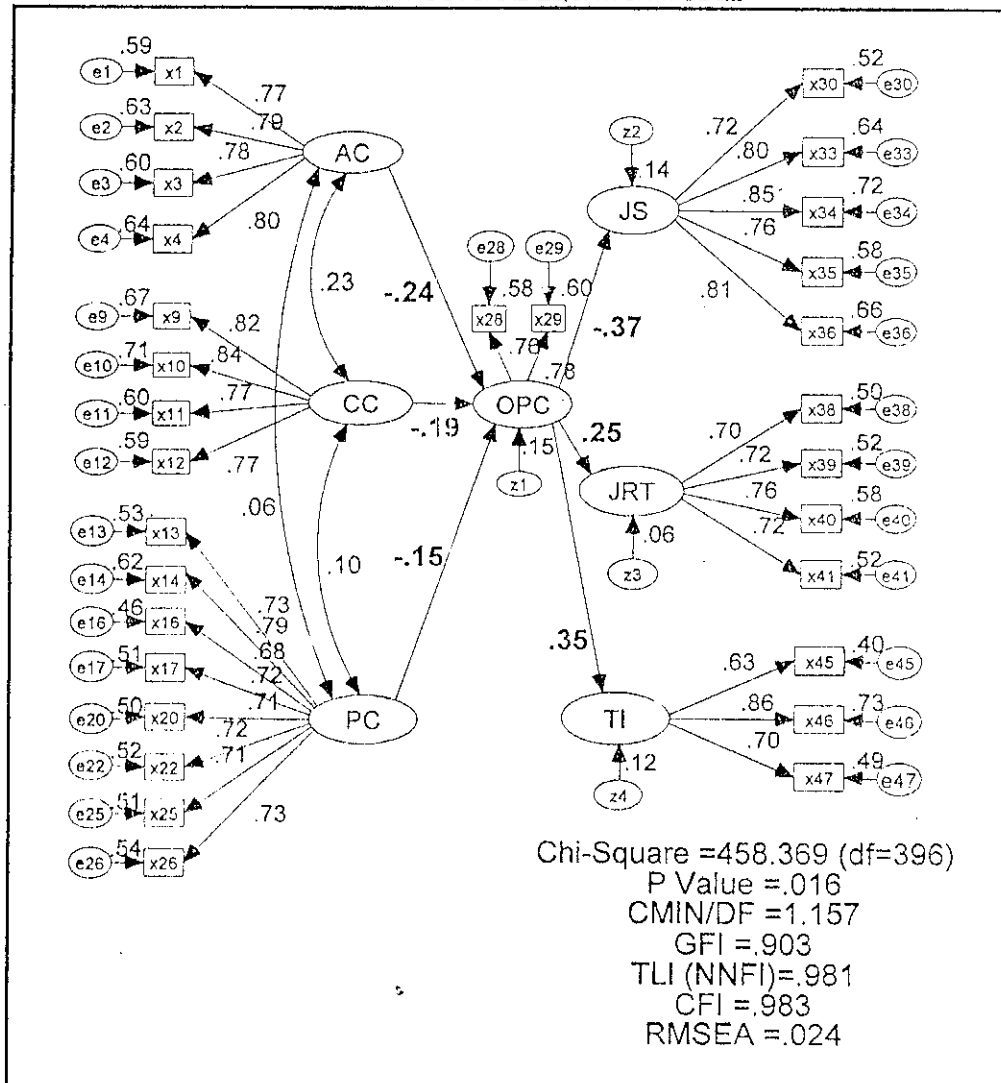 .59
e1 x1
.77
.63
e2 x2
.79
.60
e3 x3
.78
.64
e4 x4
.80
AC
.23
-.24
.67
e9 x9
.82
.71
e10 x10
.84
.60
e11 x11
.77
.59
e12 x12
.77
CC
-.19
.06
.10
.53
e13 x13
.73
.62
e14 x14
.79
.46
e16 x16
.68
.51
e17 x17
.72
.50
e20 x20
.71
.52
e22 x22
.72
e25 x25
.71
.54
e26 x26
.73
PC
-.15
e28 e29
.58 .60
x28 x29
.76 .78
OPC
.15
z1
-.37
.25
.35
z2
.14
JS
.52
.72 x30 e30
.64
.80 x33 e33
.72
.85 x34 e34
.58
.76 x35 e35
.66
.81 x36 e36
JRT
.06
z3
.50
.70 x38 e38
.52
.72 x39 e39
.58
.76 x40 e40
.52
.72 x41 e41
TI
.12
z4
.40
.63 x45 e45
.73
.86 x46 e46
.49
.70 x47 e47
Chi-Square =458.369 (df=396)
P Value =.016
CMIN/DF =1.157
GFI =.903
TLI (NNFI)=.981
CFI =.983
RMSEA =.024